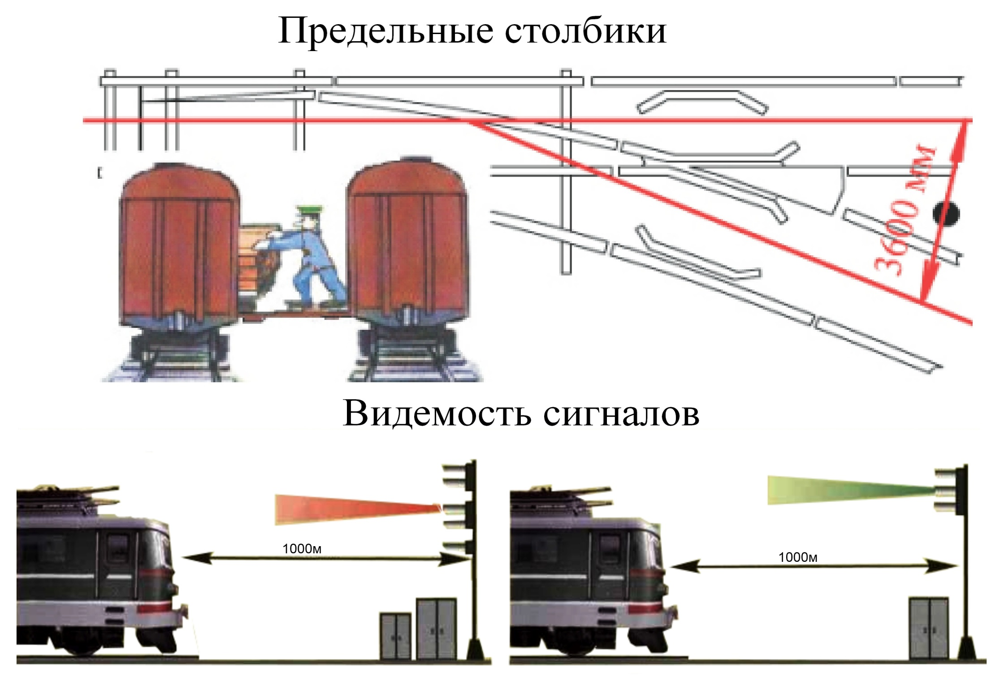 Предельные столбики
3600 мм
Видемость сигналов
1000м
1000м